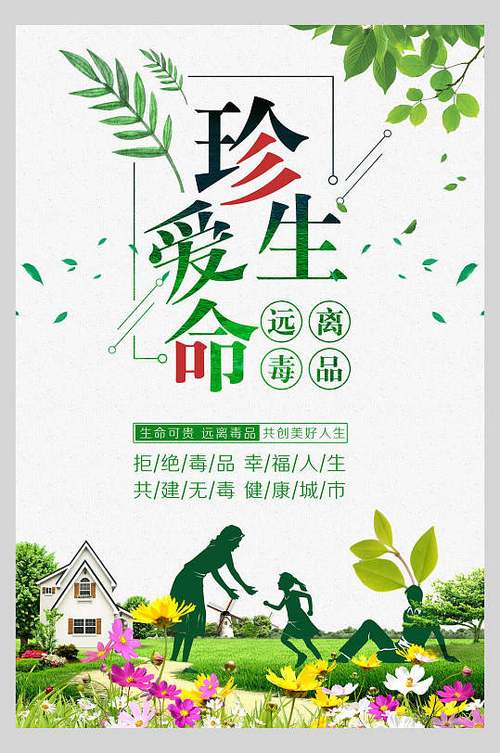 珍
爱生
命
远离
毒品
生命可贵 远离毒品 共创美好人生
拒/绝/毒/品 幸/福/人/生
共/建/无/毒 健/康/城/市